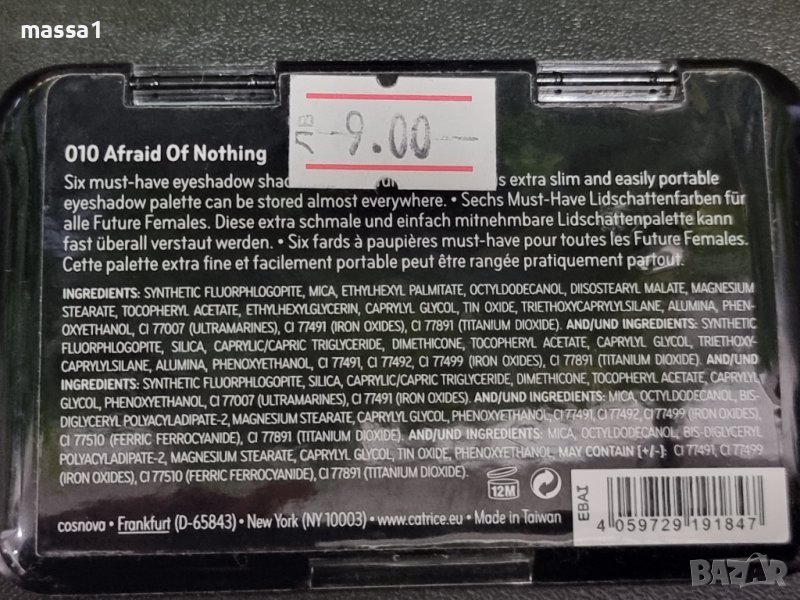 massa1
ЛВ 9.00
010 Afraid Of Nothing
Six must-have eyeshadow s extra slim and easily portable
eyeshadow palette can be stored almost everywhere. • Sechs Must-Have Lidschattenfarben für
alle Future Females. Diese extra schmale und einfach mitnehmbare Lidschattenpalette kann
fast überall verstaut werden. • Six fards à paupières must-have pour toutes les Future Females.
Cette palette extra fine et facilement portable peut être rangée pratiquement partout.
INGREDIENTS: SYNTHETIC FLUORPHLOGOPITE, MICA, ETHYLHEXYL PALMITATE, OCTYLDODECANOL, DIISOSTEARYL MALATE, MAGNESIUM
STEARATE, TOCOPHERYL ACETATE, ETHYLHEXYLGLYCERIN, CAPRYLYL GLYCOL, TIN OXIDE, TRIETHOXYCAPRYLYLSILANE, ALUMINA, PHEN-
OXYETHANOL, CI 77007 (ULTRAMARINES), CI 77491 (IRON OXIDES), CI 77891 (TITANIUM DIOXIDE). AND/UND INGREDIENTS: SYNTHETIC
FLUORPHLOGOPITE, SILICA, CAPRYLIC/CAPRIC TRIGLYCERIDE, DIMETHICONE, TOCOPHERYL ACETATE, CAPRYLYL GLYCOL, TRIETHOXY-
CAPRYLYLSILANE, ALUMINA, PHENOXYETHANOL, CI 77491, CI 77492, CI 77499 (IRON OXIDES), CI 77891 (TITANIUM DIOXIDE). AND/UND
INGREDIENTS: SYNTHETIC FLUORPHLOGOPITE, SILICA, CAPRYLIC/CAPRIC TRIGLYCERIDE, DIMETHICONE, TOCOPHERYL ACETATE, CAPRYLYL
GLYCOL, PHENOXYETHANOL, CI 77007 (ULTRAMARINES), CI 77491 (IRON OXIDES). AND/UND INGREDIENTS: MICA, OCTYLDODECANOL, BIS-
DIGLYCERYL POLYACYLADIPATE-2, MAGNESIUM STEARATE, CAPRYLYL GLYCOL, PHENOXYETHANOL, CI 77491, CI 77492, CI 77499 (IRON OXIDES),
CI 77510 (FERRIC FERROCYANIDE), CI 77891 (TITANIUM DIOXIDE). AND/UND INGREDIENTS: MICA, OCTYLDODECANOL, BIS-DIGLYCERYL
POLYACYLADIPATE-2, MAGNESIUM STEARATE, CAPRYLYL GLYCOL, TIN OXIDE, PHENOXYETHANOL, MAY CONTAIN [+/-]: CI 77491, CI 77499
(IRON OXIDES), CI 77510 (FERRIC FERROCYANIDE), CI 77891 (TITANIUM DIOXIDE).
12M
EBAI
4 059729 191847
cosnova • Frankfurt (D-65843) • New York (NY 10003) • www.catrice.eu • Made in Taiwan
BAZAR